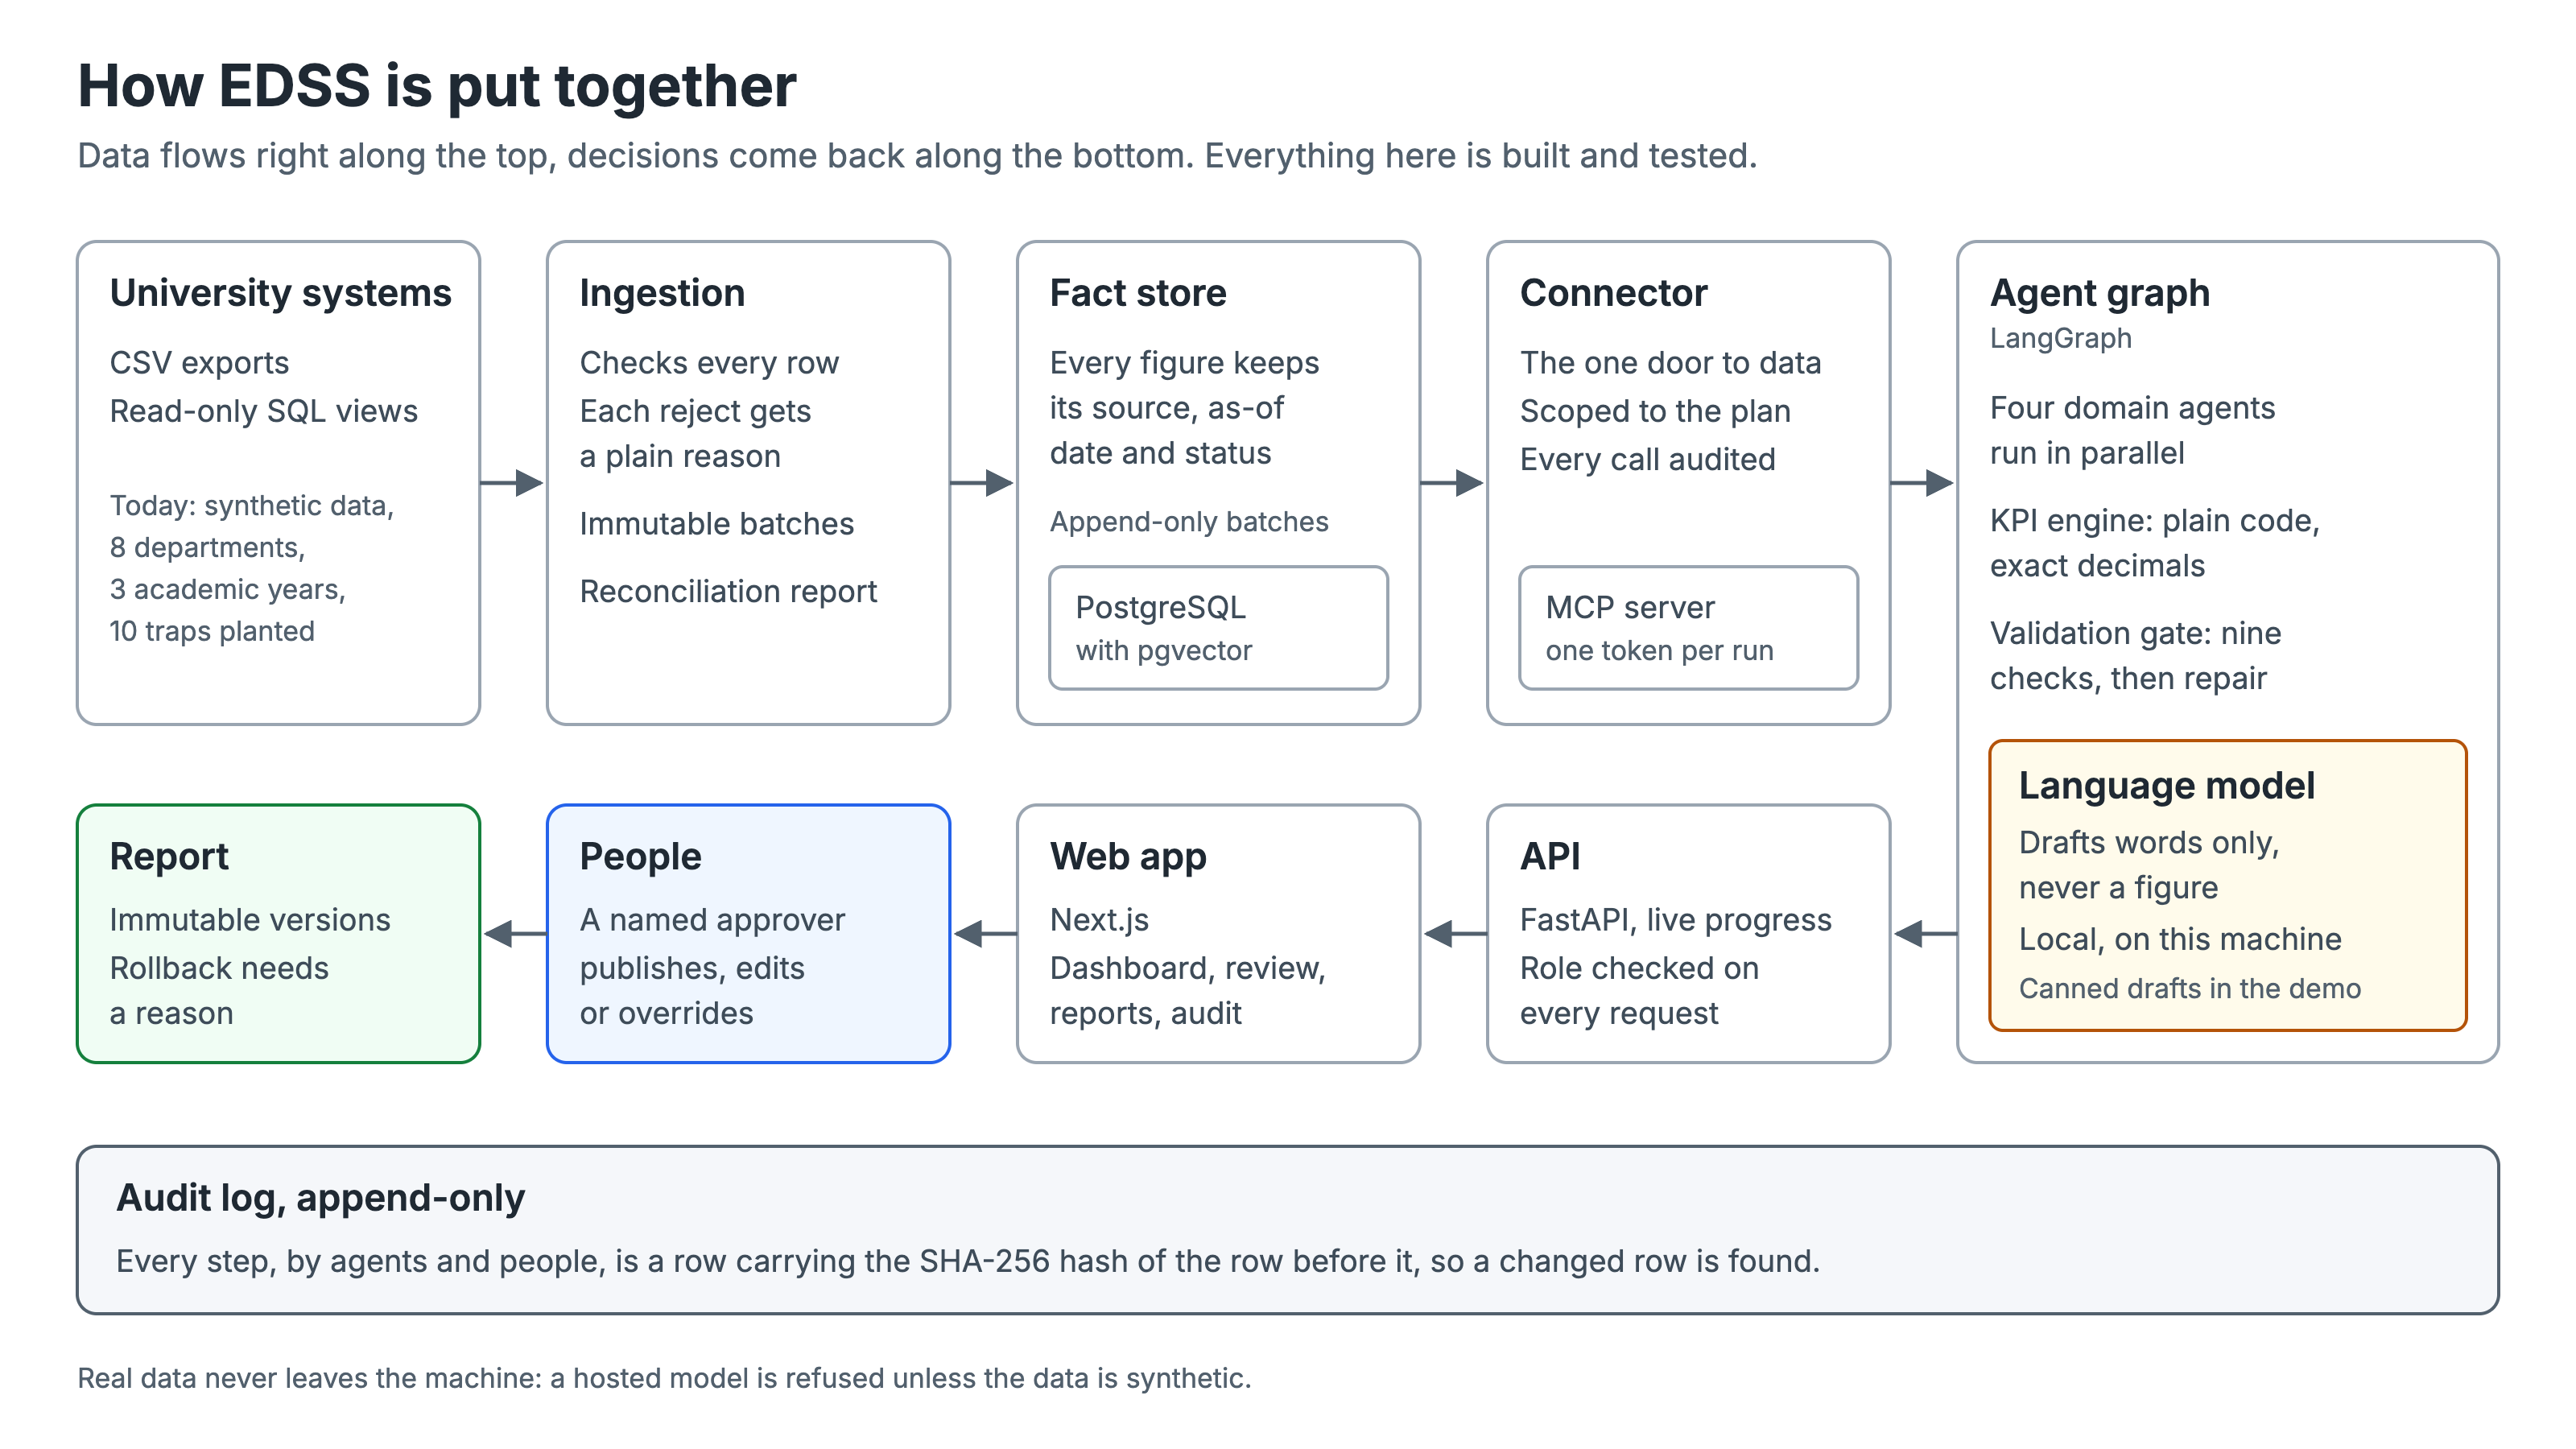 How EDSS is put together
Data flows right along the top, decisions come back along the bottom. Everything here is built and tested.
University systems
CSV exports
Read-only SQL views
Today: synthetic data,
8 departments,
3 academic years,
10 traps planted
Ingestion
Checks every row
Each reject gets
a plain reason
Immutable batches
Reconciliation report
Fact store
Every figure keeps
its source, as-of
date and status
Append-only batches
PostgreSQL
with pgvector
Connector
The one door to data
Scoped to the plan
Every call audited
MCP server
one token per run
Agent graph
LangGraph
Four domain agents
run in parallel
KPI engine: plain code,
exact decimals
Validation gate: nine
checks, then repair
Language model
Drafts words only,
never a figure
Local, on this machine
Canned drafts in the demo
Report
Immutable versions
Rollback needs
a reason
People
A named approver
publishes, edits
or overrides
Web app
Next.js
Dashboard, review,
reports, audit
API
FastAPI, live progress
Role checked on
every request
Audit log, append-only
Every step, by agents and people, is a row carrying the SHA-256 hash of the row before it, so a changed row is found.
Real data never leaves the machine: a hosted model is refused unless the data is synthetic.